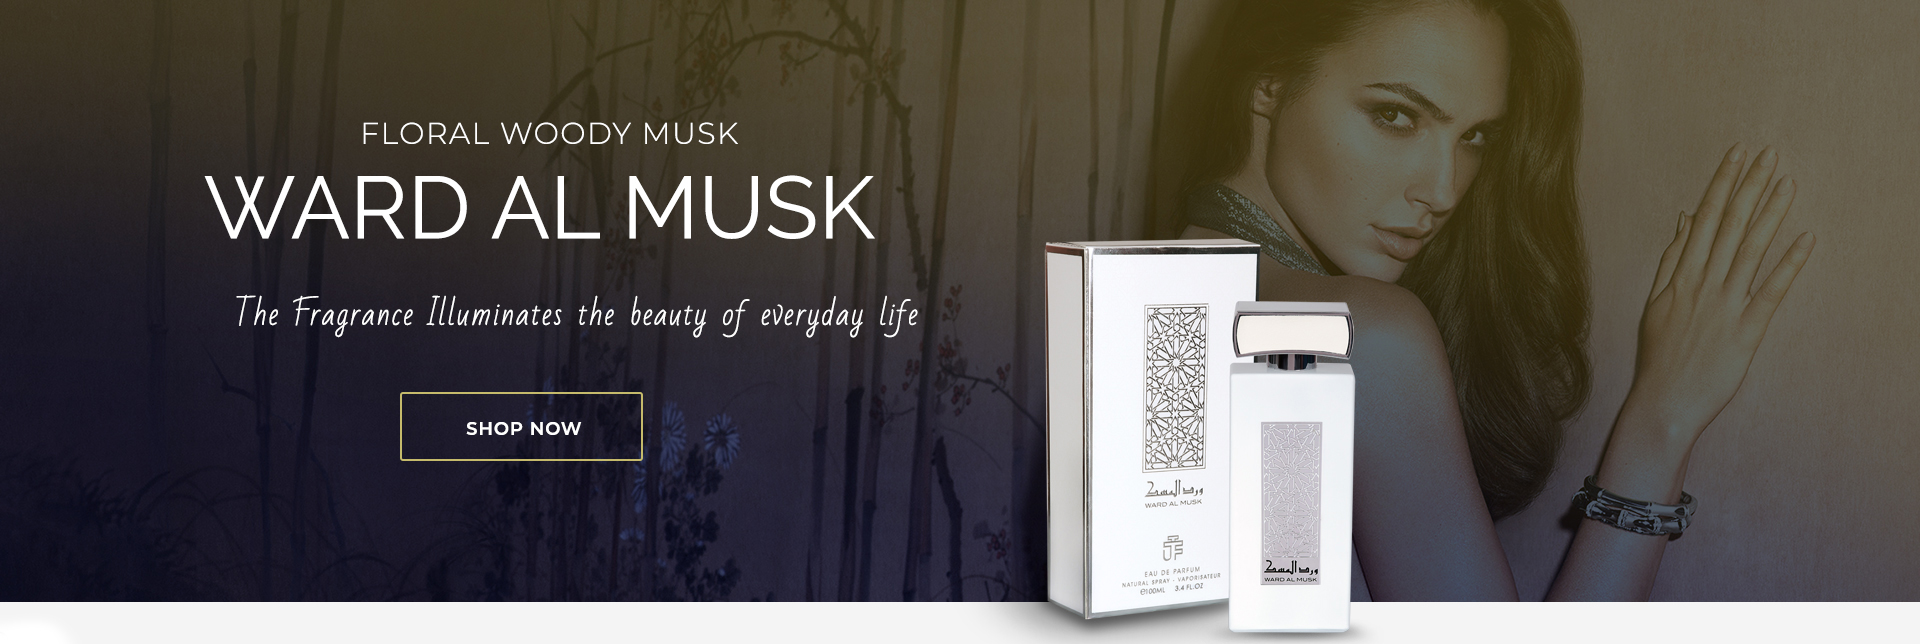 FLORAL WOODY MUSK
WARD AL MUSK
The Fragrance Illuminates the beauty of everyday life
SHOP NOW
ورد المسك
WARD AL MUSK
EAU DE PARFUM
NATURAL SPRAY - VAPORISATEUR
℮100ML 3.4 FL.OZ
ورد المسك
WARD AL MUSK